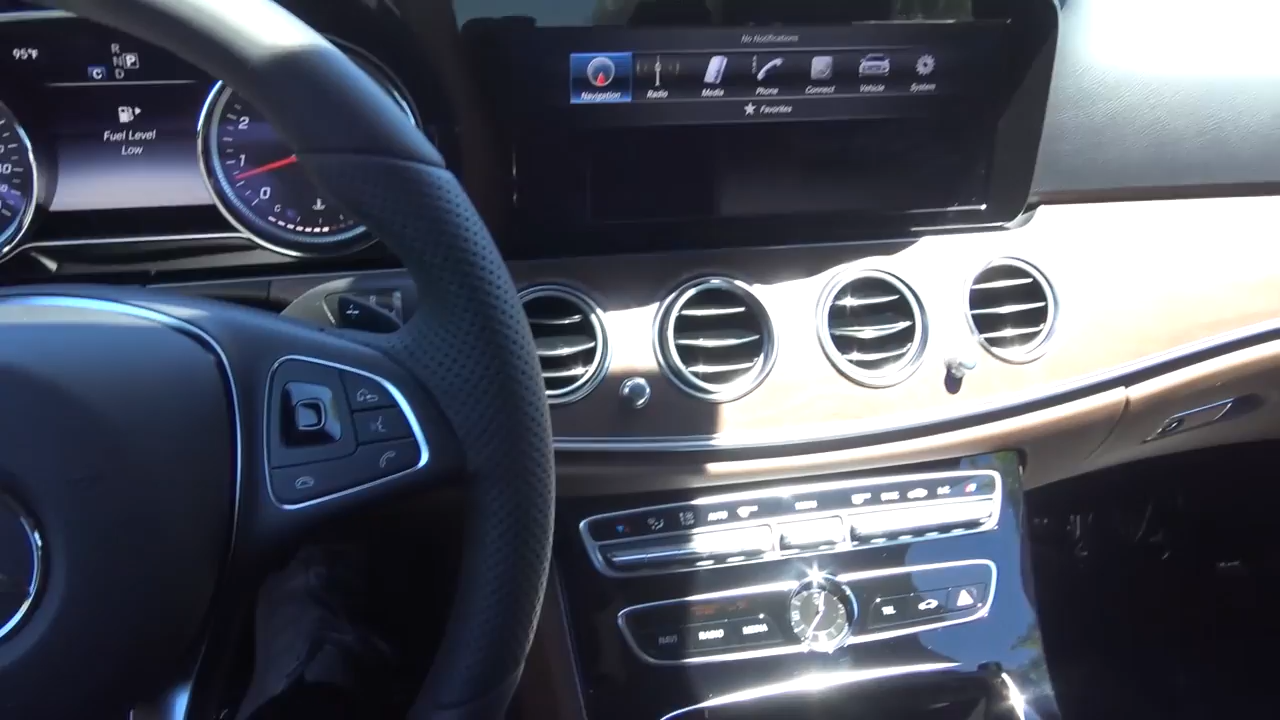 95°F
R
N P
C D
Fuel Level
Low
2
1
0
No Notifications
Navigation Radio Media Phone Connect Vehicle System
Favorites
AUTO
NAVI RADIO MEDIA TEL